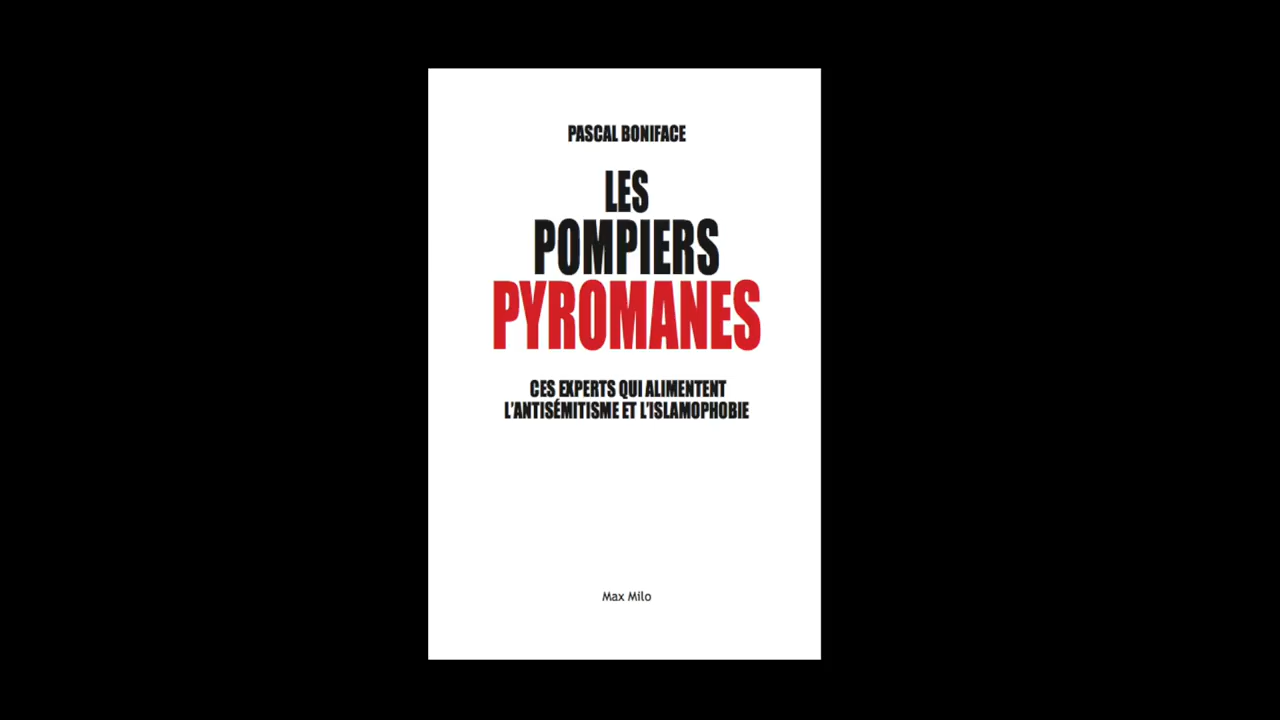 PASCAL BONIFACE
LES
POMPIERS
PYROMANES
CES EXPERTS QUI ALIMENTENT
L'ANTISÉMITISME ET L'ISLAMOPHOBIE
Max Milo